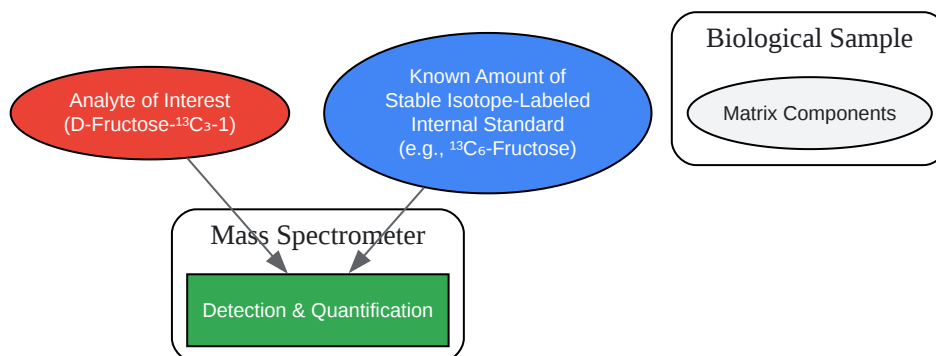 Analyte of Interest
(D-Fructose-¹³C₃-1)
Known Amount of
Stable Isotope-Labeled
Internal Standard
(e.g., ¹³C₆-Fructose)
Biological Sample
Matrix Components
Mass Spectrometer
Detection & Quantification